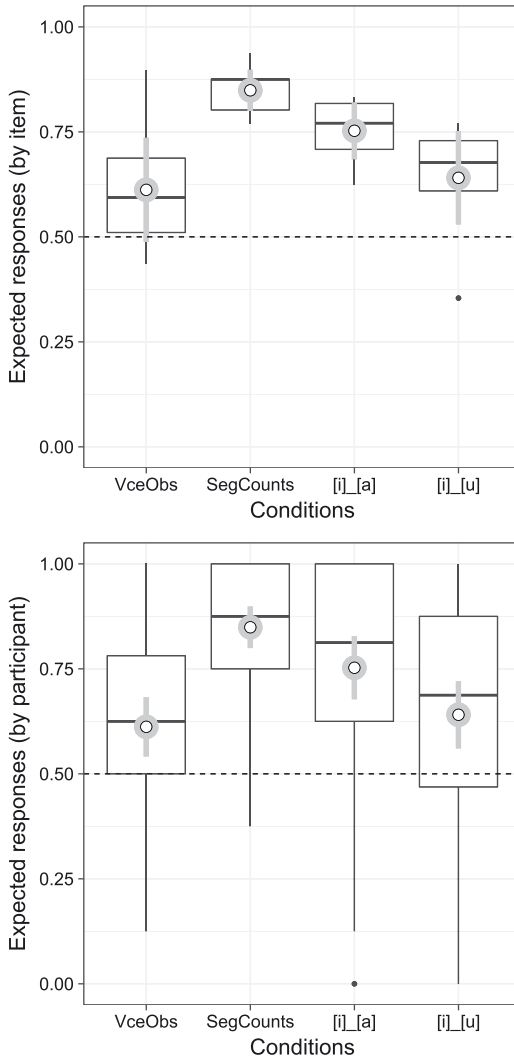 Expected responses (by item)
1.00
0.75
0.50
0.25
0.00
VceObs SegCounts [i]_[a] [i]_[u]
Conditions
Expected responses (by participant)
1.00
0.75
0.50
0.25
0.00
VceObs SegCounts [i]_[a] [i]_[u]
Conditions